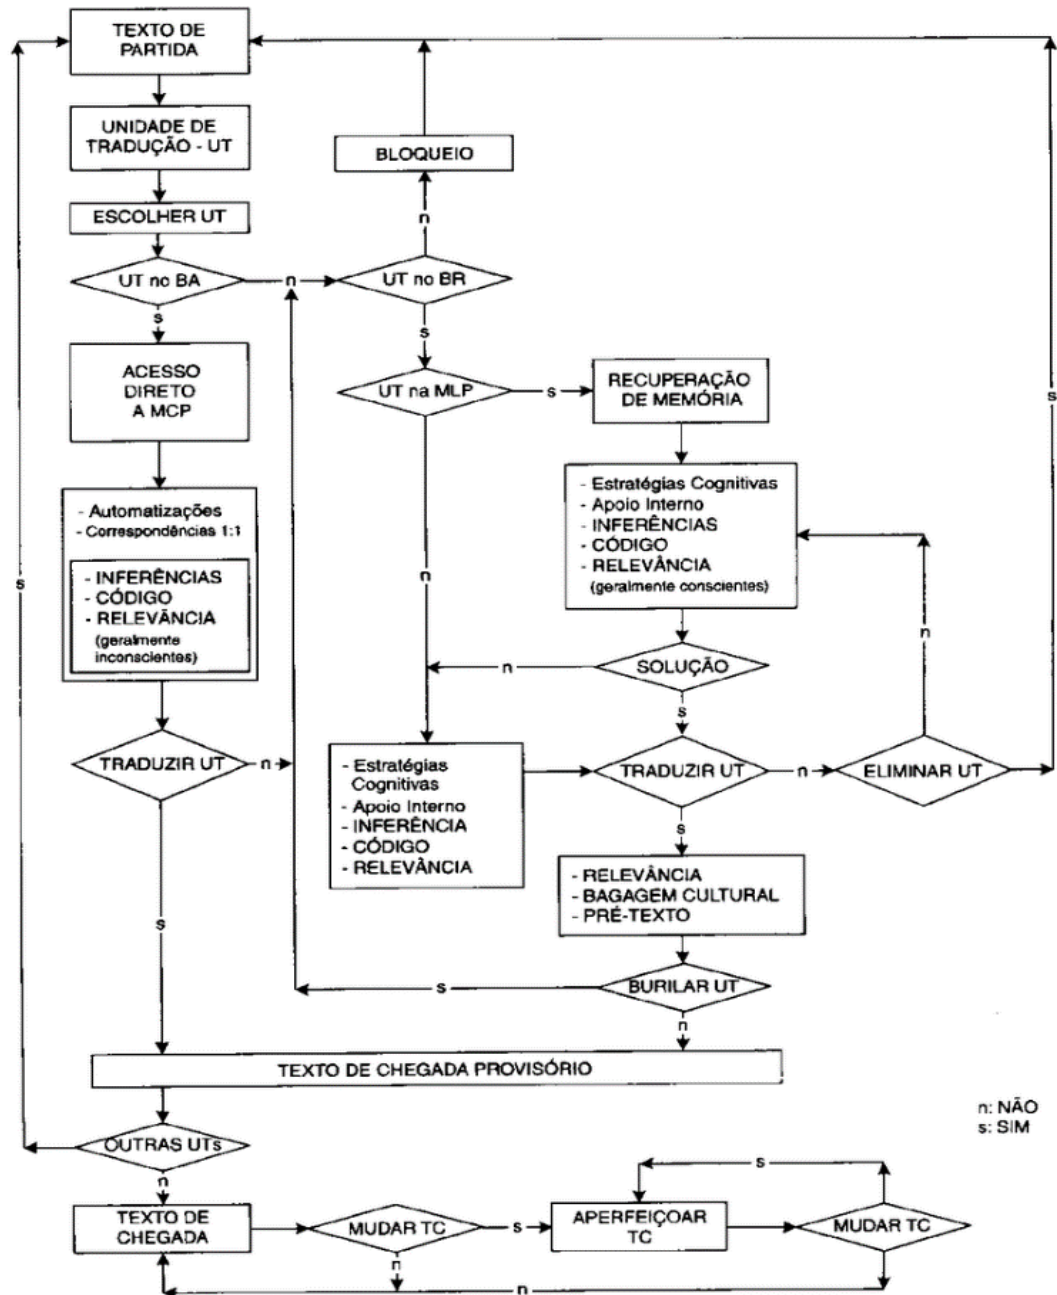 TEXTO DE
PARTIDA
UNIDADE DE
TRADUÇÃO - UT
BLOQUEIO
ESCOLHER UT
n
UT no BA
n
UT no BR
s
s
ACESSO
DIRETO
A MCP
UT na MLP
s
RECUPERAÇÃO
DE MEMÓRIA
s
- Automatizações
- Correspondências 1:1
- INFERÊNCIAS
- CÓDIGO
- RELEVÂNCIA
(geralmente
inconscientes)
- Estratégias Cognitivas
- Apoio Interno
- INFERÊNCIAS
- CÓDIGO
- RELEVÂNCIA
(geralmente conscientes)
s
n
n
n
SOLUÇÃO
s
TRADUZIR UT
n
- Estratégias
Cognitivas
- Apoio Interno
- INFERÊNCIA
- CÓDIGO
- RELEVÂNCIA
TRADUZIR UT
n
ELIMINAR UT
s
- RELEVÂNCIA
- BAGAGEM CULTURAL
- PRÉ-TEXTO
s
s
BURILAR UT
n
TEXTO DE CHEGADA PROVISÓRIO
n: NÃO
s: SIM
OUTRAS UTs
n
s
TEXTO DE
CHEGADA
MUDAR TC
s
APERFEIÇOAR
TC
MUDAR TC
n
n